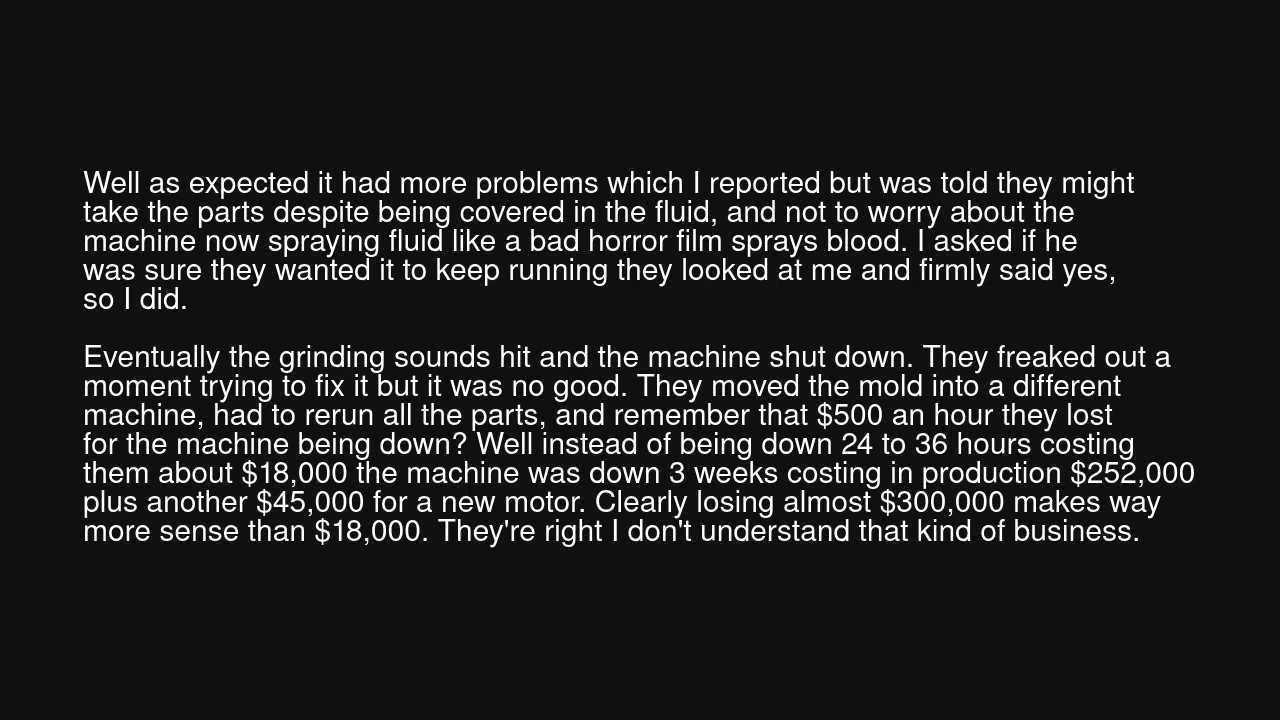 Well as expected it had more problems which I reported but was told they might
take the parts despite being covered in the fluid, and not to worry about the
machine now spraying fluid like a bad horror film sprays blood. I asked if he
was sure they wanted it to keep running they looked at me and firmly said yes,
so I did.
Eventually the grinding sounds hit and the machine shut down. They freaked out a
moment trying to fix it but it was no good. They moved the mold into a different
machine, had to rerun all the parts, and remember that $500 an hour they lost
for the machine being down? Well instead of being down 24 to 36 hours costing
them about $18,000 the machine was down 3 weeks costing in production $252,000
plus another $45,000 for a new motor. Clearly losing almost $300,000 makes way
more sense than $18,000. They're right I don't understand that kind of business.